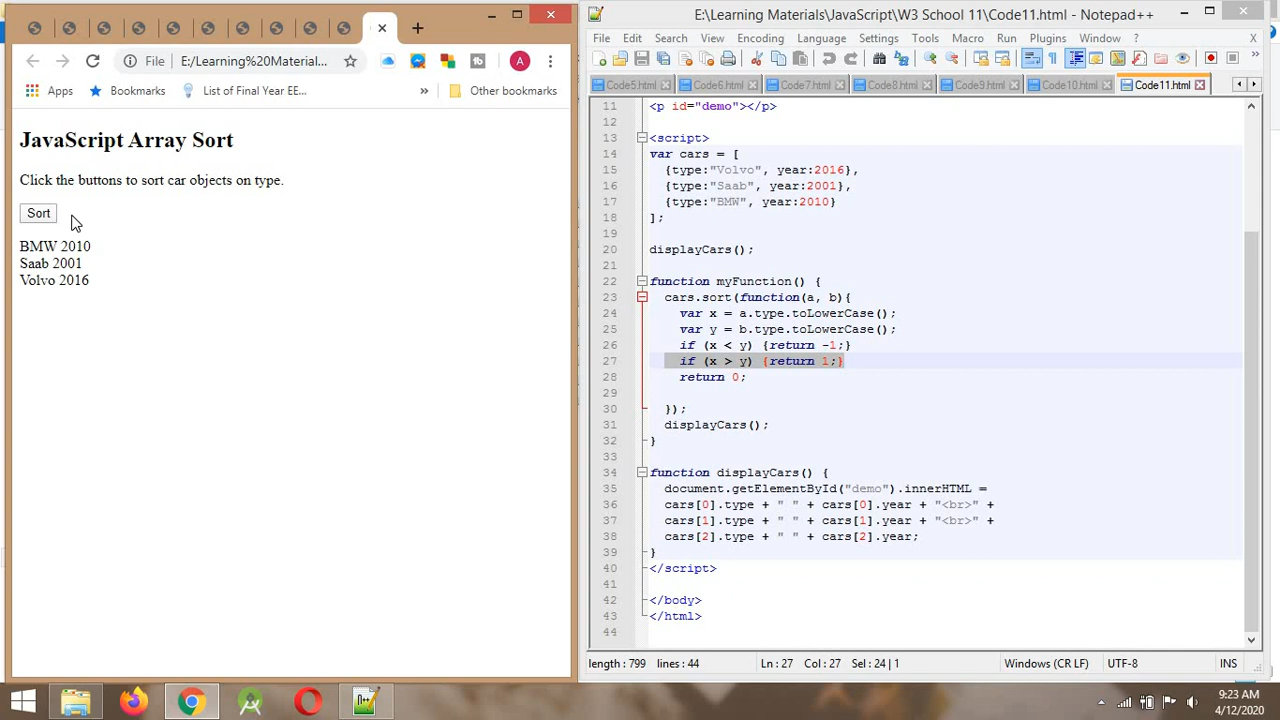 E:\Learning Materials\JavaScript\W3 School 11\Code11.html - Notepad++
File Edit Search View Encoding Language Settings Tools Macro Run Plugins Window ? X
File E:/Learning%20Material... A
Apps Bookmarks List of Final Year EE... » Other bookmarks
Code5.html Code6.html Code7.html Code8.html Code9.html Code10.html Code11.html
JavaScript Array Sort
Click the buttons to sort car objects on type.
Sort
BMW 2010
Saab 2001
Volvo 2016
11 <p id="demo"></p>
12
13 <script>
14 var cars = [
15 {type:"Volvo", year:2016},
16 {type:"Saab", year:2001},
17 {type:"BMW", year:2010}
18 ];
19
20 displayCars();
21
22 function myFunction() {
23 cars.sort(function(a, b){
24 var x = a.type.toLowerCase();
25 var y = b.type.toLowerCase();
26 if (x < y) {return -1;}
27 if (x > y) {return 1;}
28 return 0;
29
30 });
31 displayCars();
32 }
33
34 function displayCars() {
35 document.getElementById("demo").innerHTML =
36 cars[0].type + " " + cars[0].year + "<br>" +
37 cars[1].type + " " + cars[1].year + "<br>" +
38 cars[2].type + " " + cars[2].year;
39 }
40 </script>
41
42 </body>
43 </html>
44
length : 799 lines : 44 Ln : 27 Col : 27 Sel : 24 | 1 Windows (CR LF) UTF-8 INS
9:23 AM
4/12/2020